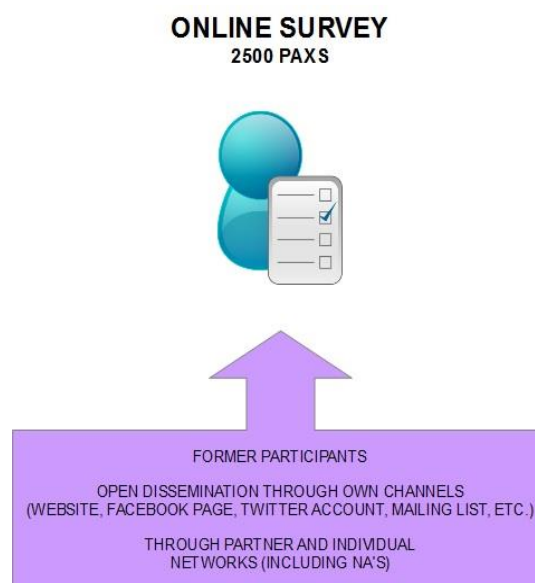 ONLINE SURVEY
2500 PAXS
FORMER PARTICIPANTS
OPEN DISSEMINATION THROUGH OWN CHANNELS
(WEBSITE, FACEBOOK PAGE, TWITTER ACCOUNT, MAILING LIST, ETC.)
THROUGH PARTNER AND INDIVIDUAL
NETWORKS (INCLUDING NA'S)